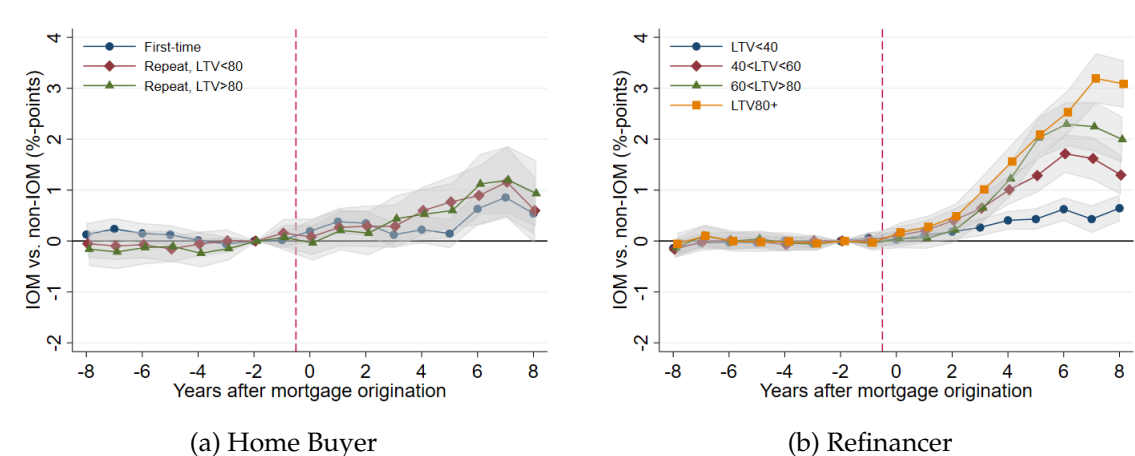 IOM vs. non-IOM (%-points)
4
3
2
1
0
-1
-2
First-time
Repeat, LTV<80
Repeat, LTV>80
-8 -6 -4 -2 0 2 4 6 8
Years after mortgage origination
(a) Home Buyer
IOM vs. non-IOM (%-points)
4
3
2
1
0
-1
-2
LTV<40
40<LTV<60
60<LTV>80
LTV80+
-8 -6 -4 -2 0 2 4 6 8
Years after mortgage origination
(b) Refinancer